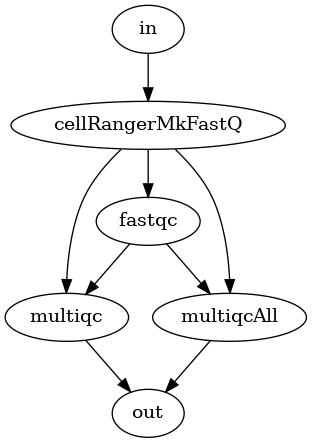 in
cellRangerMkFastQ
fastqc
multiqc
multiqcAll
out